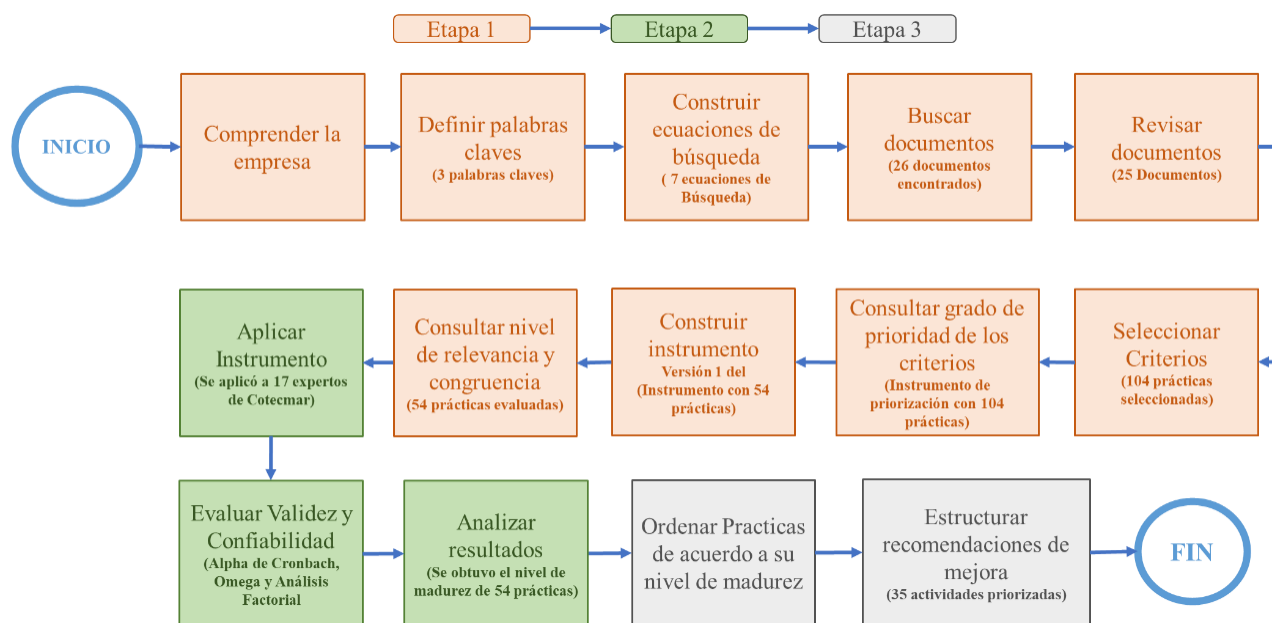 Etapa 1
Etapa 2
Etapa 3
INICIO
Comprender la
empresa
Definir palabras
claves
(3 palabras claves)
Construir
ecuaciones de
búsqueda
( 7 ecuaciones de
Búsqueda)
Buscar
documentos
(26 documentos
encontrados)
Revisar
documentos
(25 Documentos)
Seleccionar
Criterios
(104 prácticas
seleccionadas)
Consultar grado de
prioridad de los
criterios
(Instrumento de
priorización con 104
prácticas)
Construir
instrumento
Versión 1 del
(Instrumento con 54
prácticas)
Consultar nivel
de relevancia y
congruencia
(54 prácticas evaluadas)
Aplicar
Instrumento
(Se aplicó a 17 expertos
de Cotecmar)
Evaluar Validez y
Confiabilidad
(Alpha de Cronbach,
Omega y Análisis
Factorial
Analizar
resultados
(Se obtuvo el nivel de
madurez de 54 prácticas)
Ordenar Practicas
de acuerdo a su
nivel de madurez
Estructurar
recomendaciones de
mejora
(35 actividades priorizadas)
FIN